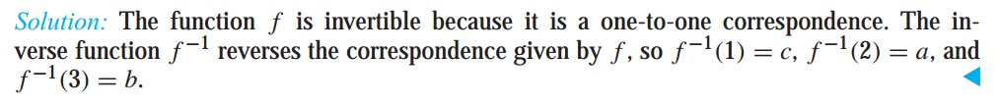 Solution: The function f is invertible because it is a one-to-one correspondence. The in-
verse function f⁻¹ reverses the correspondence given by f, so f⁻¹(1) = c, f⁻¹(2) = a, and
f⁻¹(3) = b.